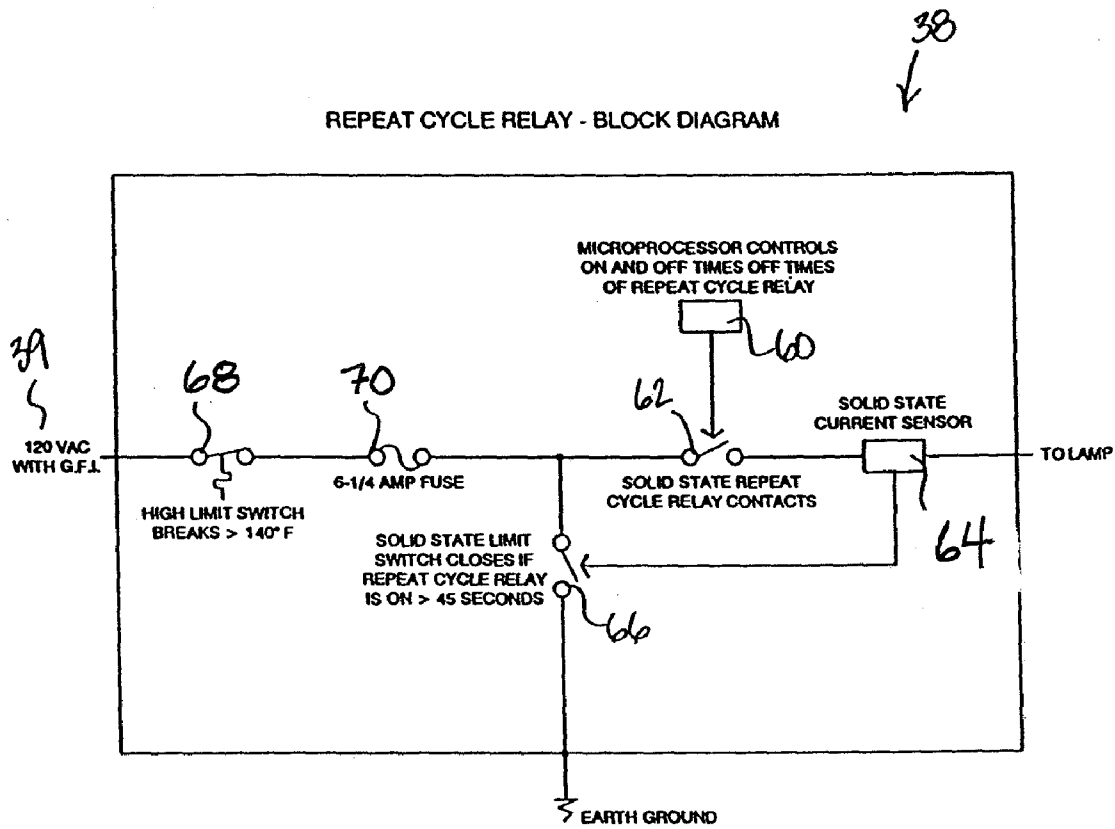 38
REPEAT CYCLE RELAY - BLOCK DIAGRAM
MICROPROCESSOR CONTROLS
ON AND OFF TIMES OFF TIMES
OF REPEAT CYCLE RELAY
60
39
120 VAC
WITH G.F.I.
68
HIGH LIMIT SWITCH
BREAKS > 140° F
70
6-1/4 AMP FUSE
62
SOLID STATE REPEAT
CYCLE RELAY CONTACTS
SOLID STATE
CURRENT SENSOR
64
TO LAMP
SOLID STATE LIMIT
SWITCH CLOSES IF
REPEAT CYCLE RELAY
IS ON > 45 SECONDS
66
EARTH GROUND